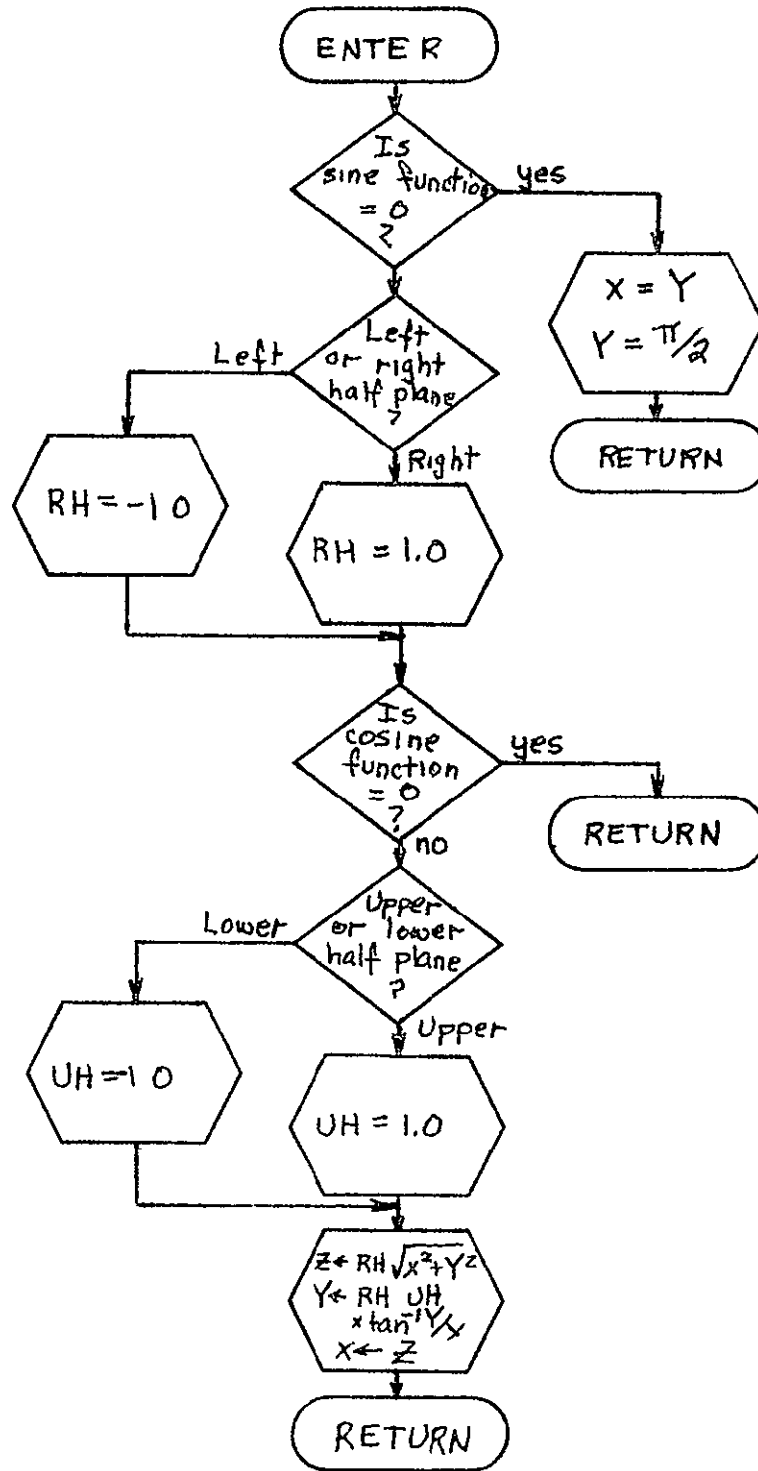 ENTER
Is
sine function
= 0
?
yes
X = Y
Y = π/2
RETURN
Left
or right
half plane
?
Left
Right
RH = -1 0
RH = 1.0
Is
cosine
function
= 0
?
yes
RETURN
no
Upper
or lower
half plane
?
Lower
Upper
UH = -1 0
UH = 1.0
Z ← RH √X² + Y²
Y ← RH UH
× tan⁻¹ Y/X
X ← Z
RETURN